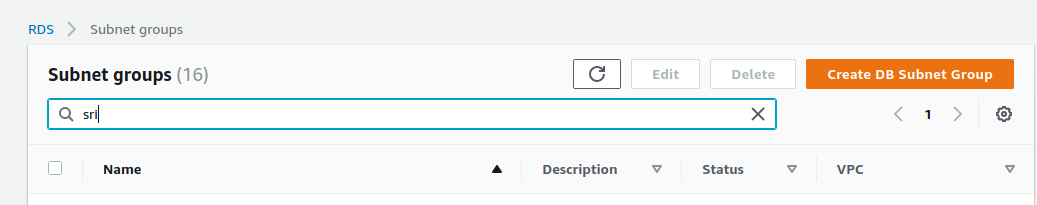 RDS > Subnet groups
Subnet groups (16) Edit Delete Create DB Subnet Group
sri 1
Name Description Status VPC